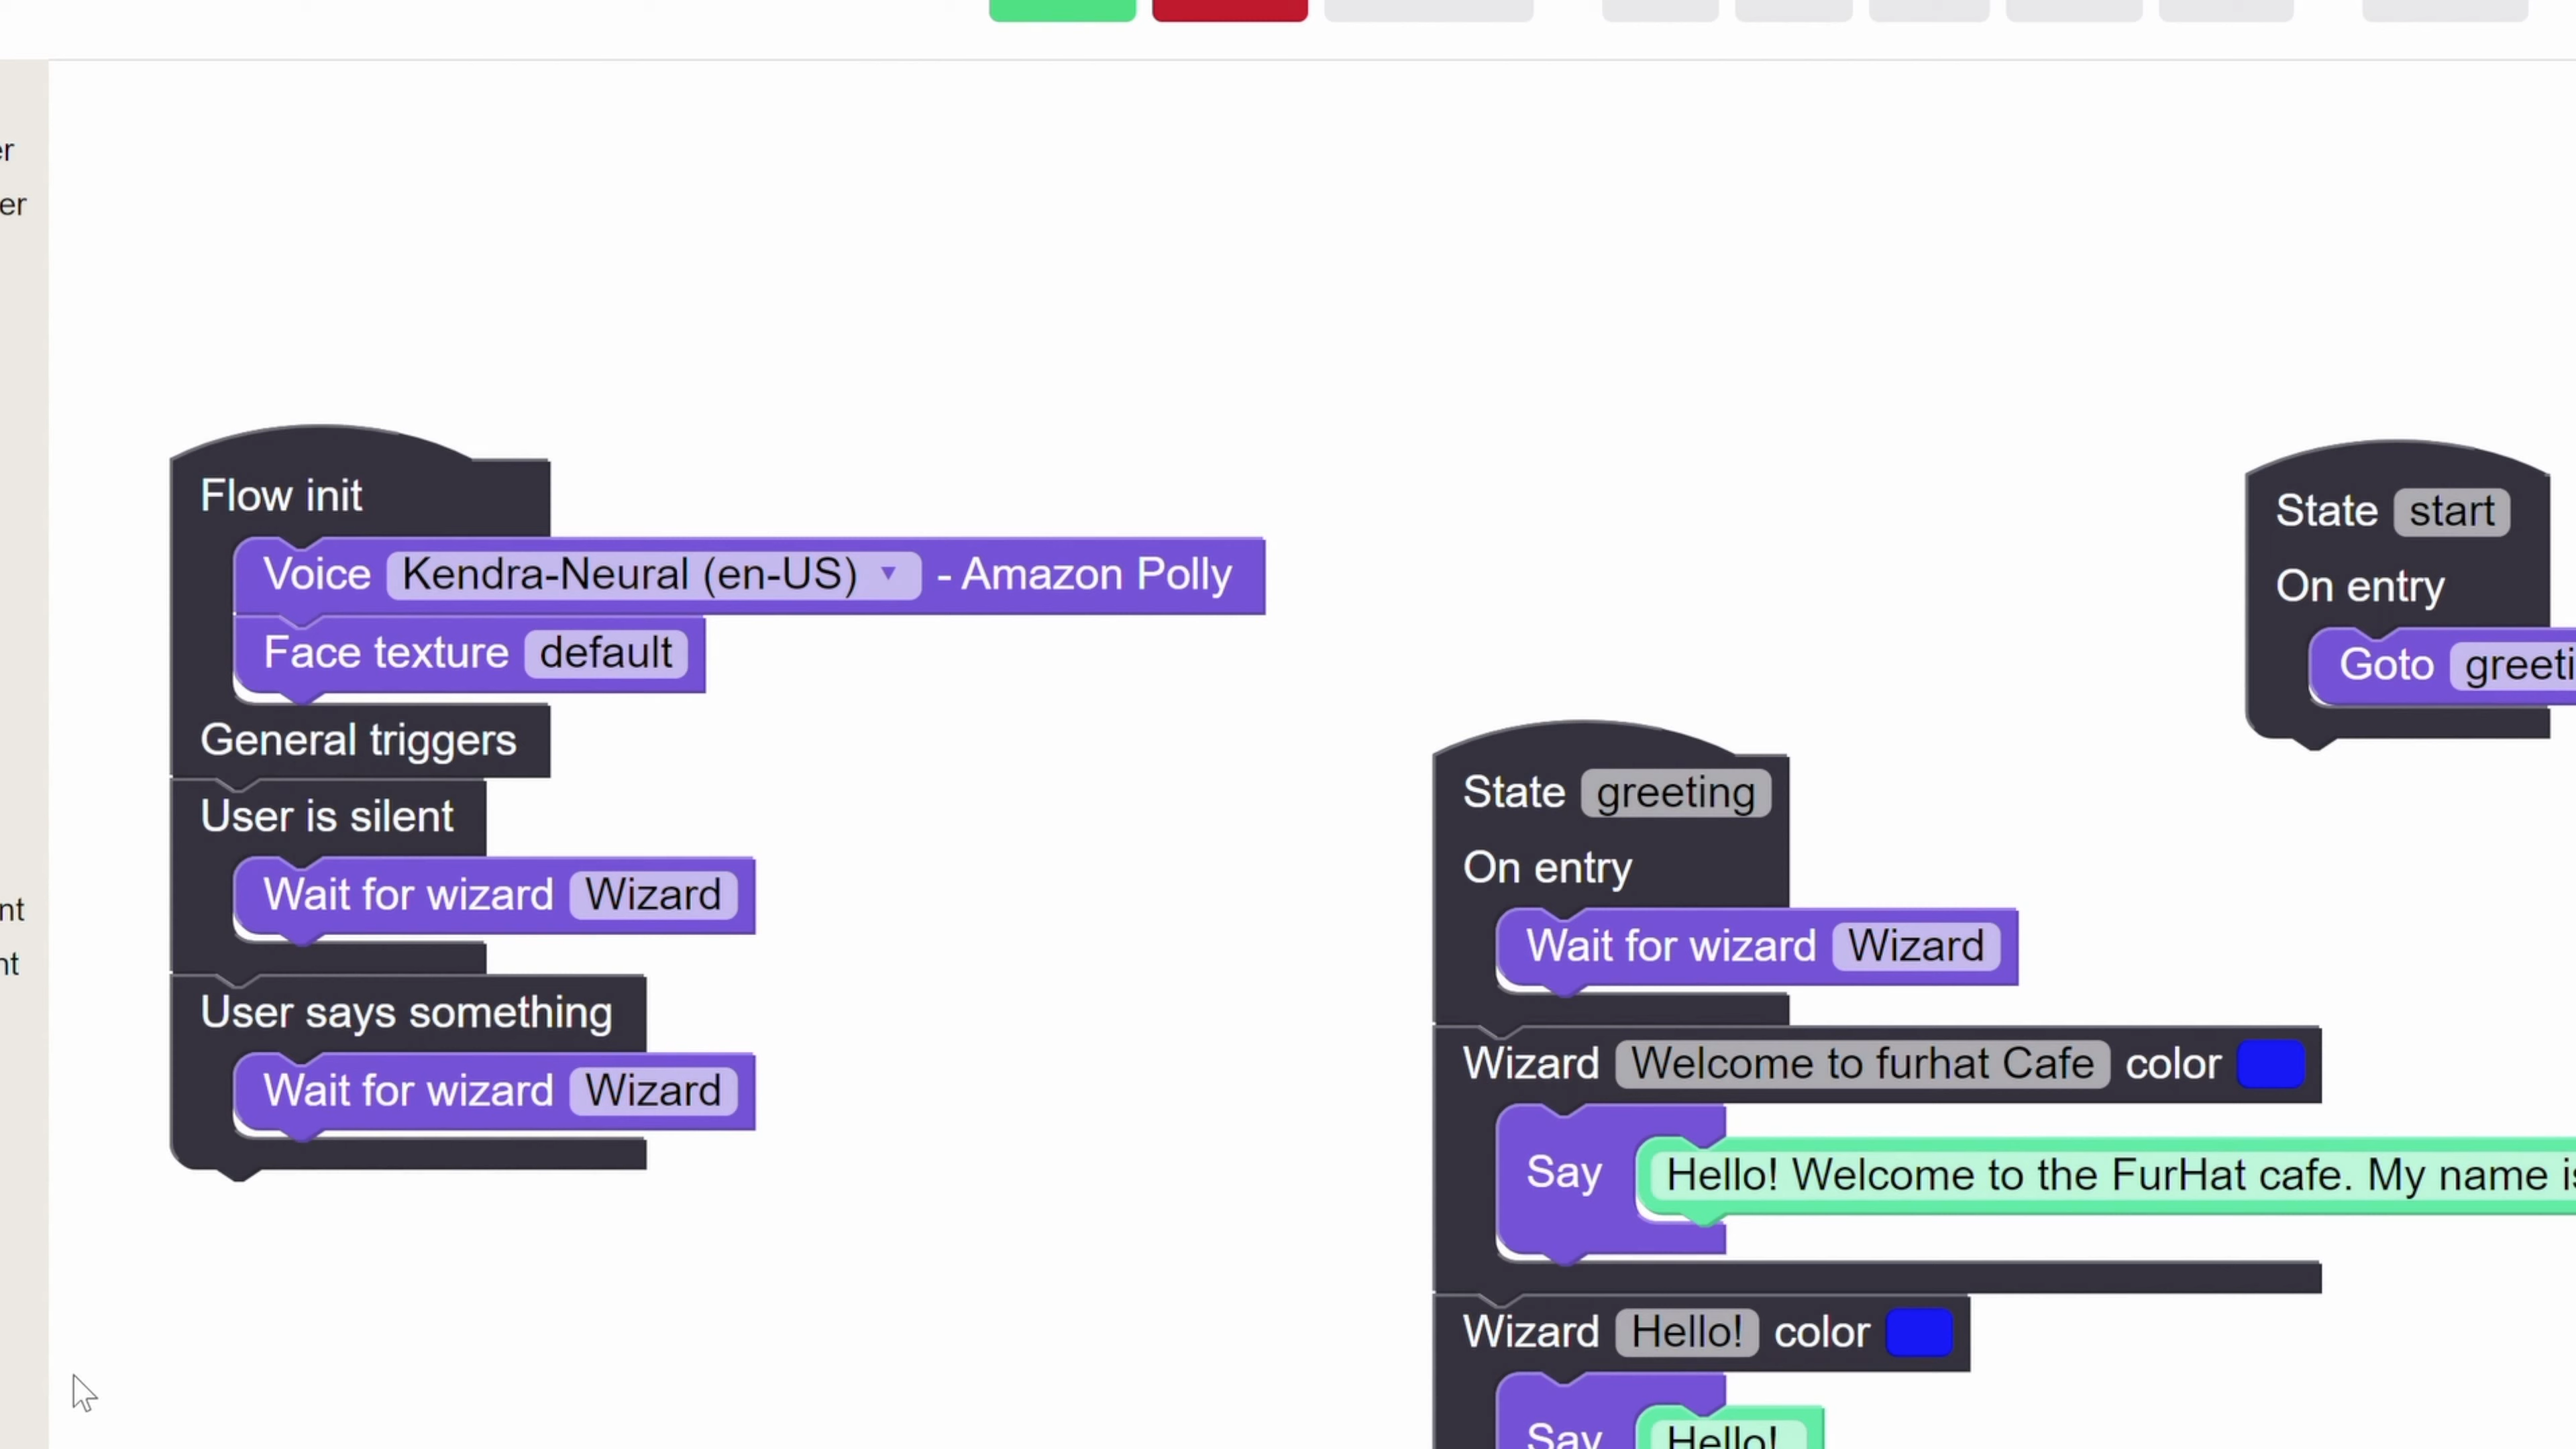 Flow init
Voice Kendra-Neural (en-US) - Amazon Polly
Face texture default
General triggers
User is silent
Wait for wizard Wizard
User says something
Wait for wizard Wizard
State start
On entry
Goto
State greeting
On entry
Wait for wizard Wizard
Wizard Welcome to furhat Cafe color
Say Hello! Welcome to the FurHat cafe. My name
Wizard Hello! color
Say Hello!